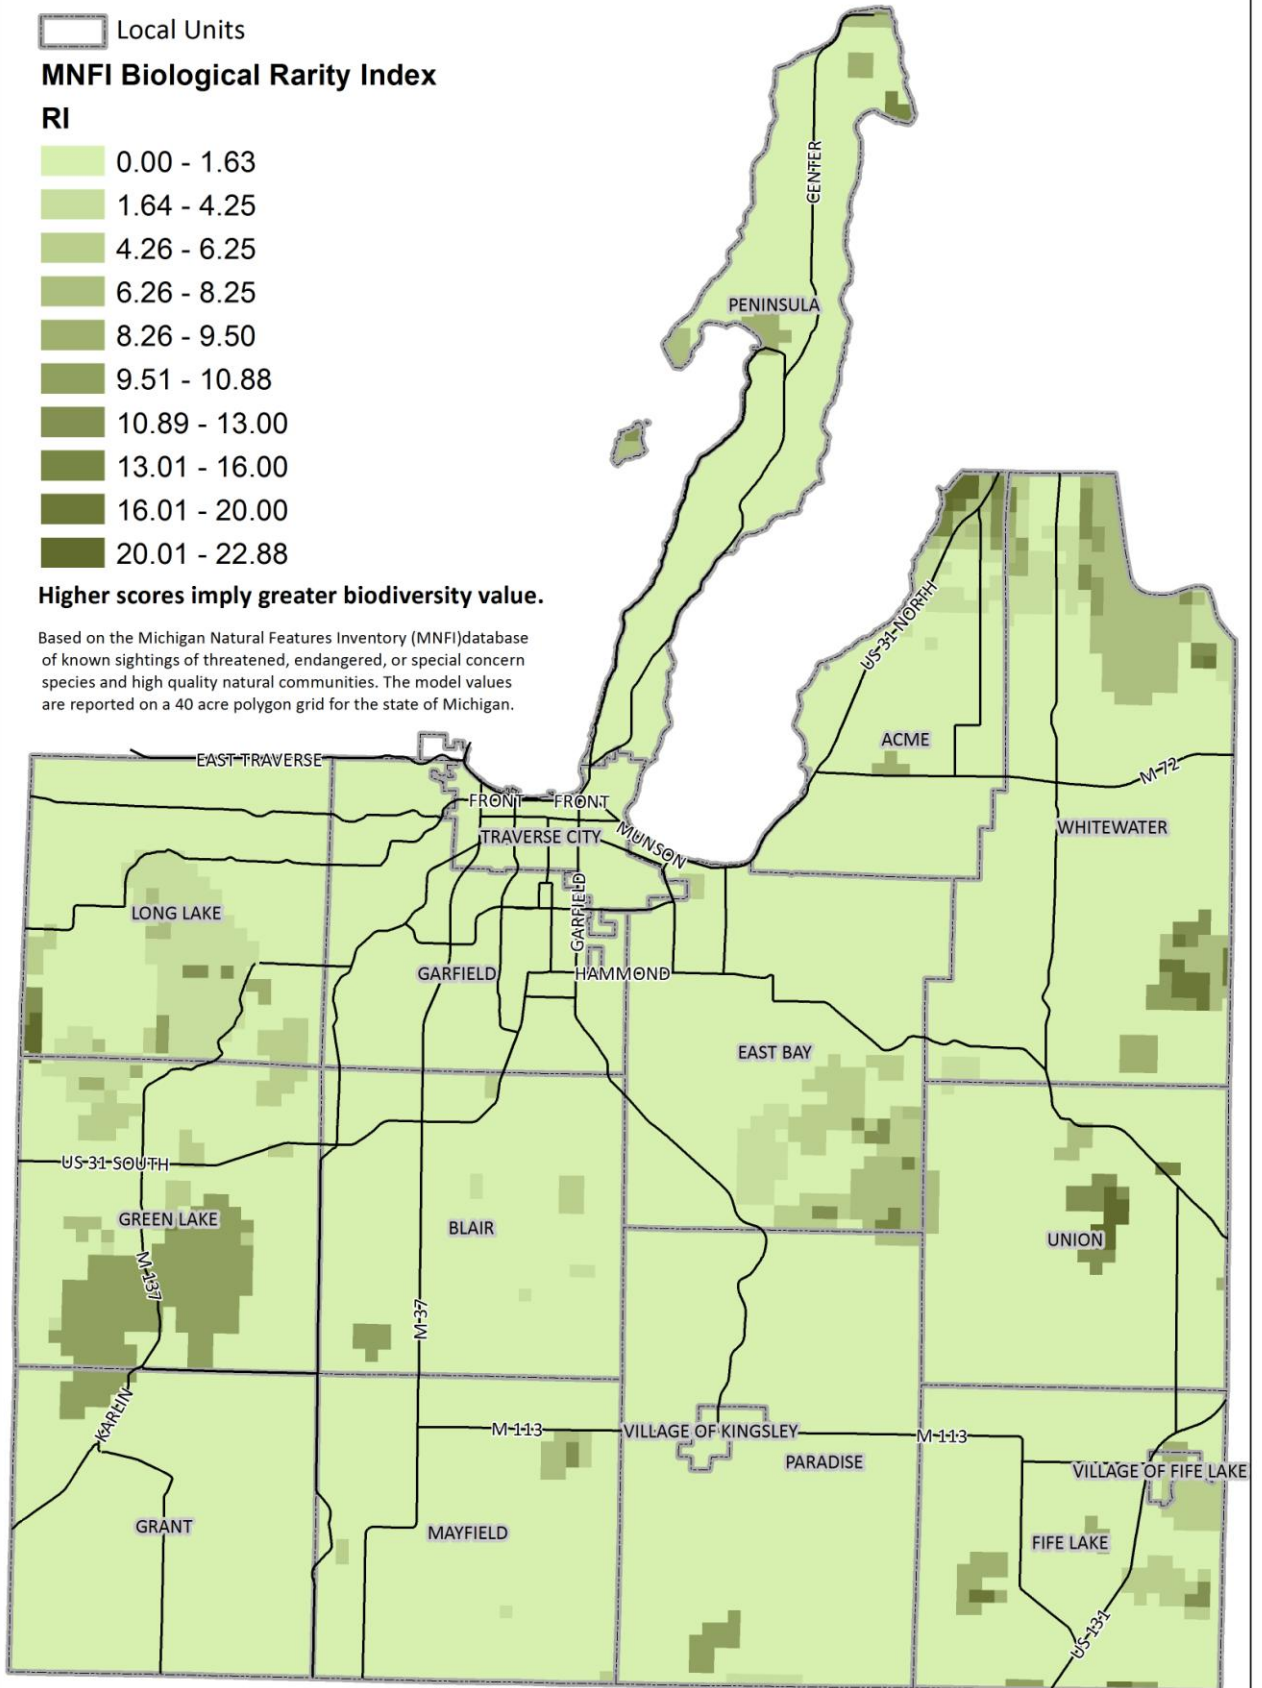 Local Units
MNFI Biological Rarity Index
RI
0.00 - 1.63
1.64 - 4.25
4.26 - 6.25
6.26 - 8.25
8.26 - 9.50
9.51 - 10.88
10.89 - 13.00
13.01 - 16.00
16.01 - 20.00
20.01 - 22.88
Higher scores imply greater biodiversity value.
Based on the Michigan Natural Features Inventory (MNFI)database
of known sightings of threatened, endangered, or special concern
species and high quality natural communities. The model values
are reported on a 40 acre polygon grid for the state of Michigan.
CENTER
PENINSULA
US 31 NORTH
ACME
EAST TRAVERSE
M-72
FRONT
FRONT
TRAVERSE CITY
MUNSON
WHITEWATER
LONG LAKE
GARFIELD
GARFIELD
HAMMOND
EAST BAY
US 31 SOUTH
GREEN LAKE
BLAIR
UNION
M-137
M-37
KARLIN
M 113
VILLAGE OF KINGSLEY
M 113
PARADISE
VILLAGE OF FIFE LAKE
GRANT
MAYFIELD
FIFE LAKE
US-131